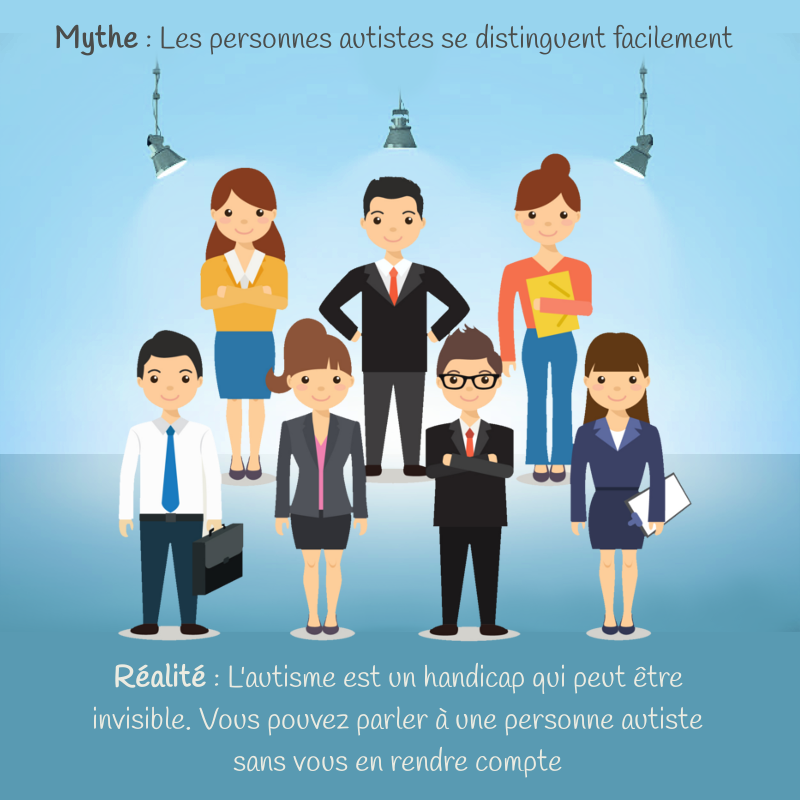 Mythe : Les personnes autistes se distinguent facilement
Réalité : L'autisme est un handicap qui peut être
invisible. Vous pouvez parler à une personne autiste
sans vous en rendre compte